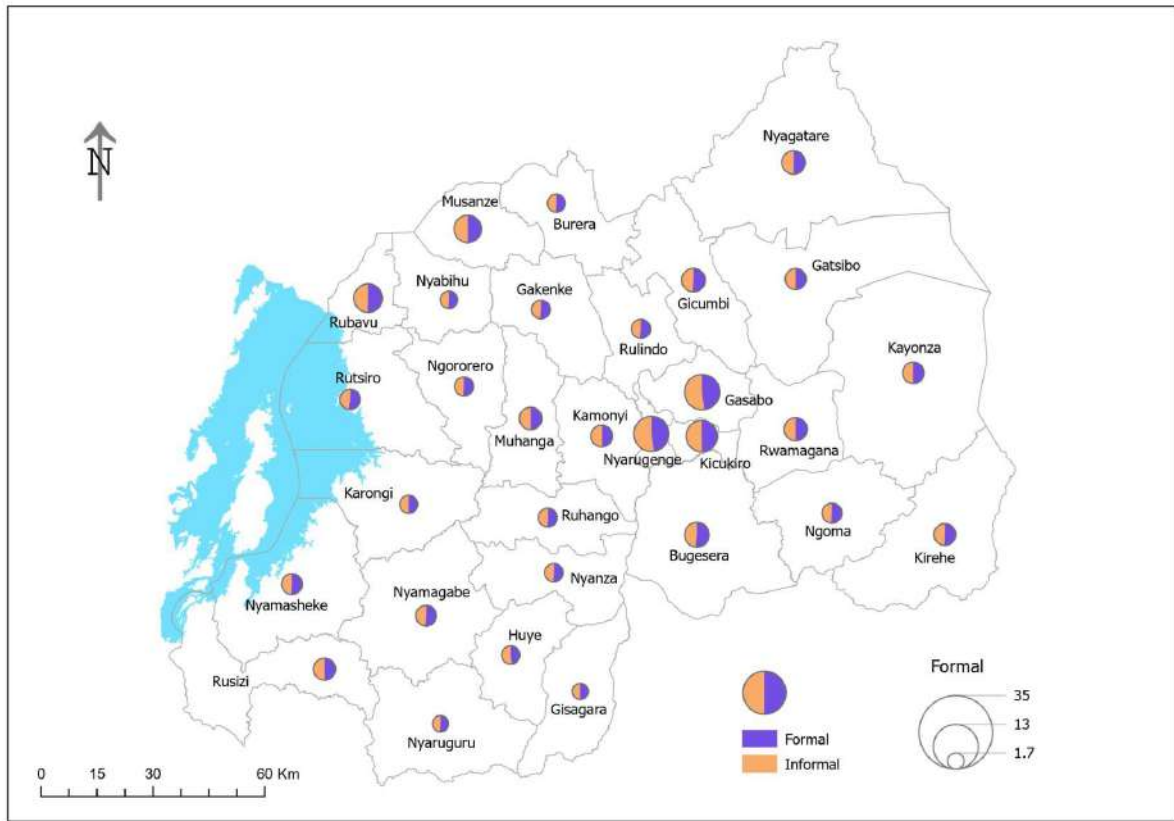 N
Nyagatare
Musanze
Burera
Gatsibo
Nyabihu
Gakenke
Gicumbi
Rubavu
Rulindo
Kayonza
Rutsiro
Ngororero
Gasabo
Kamonyi
Muhanga
Rwamagana
Nyarugenge
Kicukiro
Karongi
Ruhango
Ngoma
Bugesera
Kirehe
Nyanza
Nyamasheke
Nyamagabe
Huye
Rusizi
Gisagara
Nyaruguru
Formal
35
13
1.7
Formal
Informal
0 15 30 60 Km